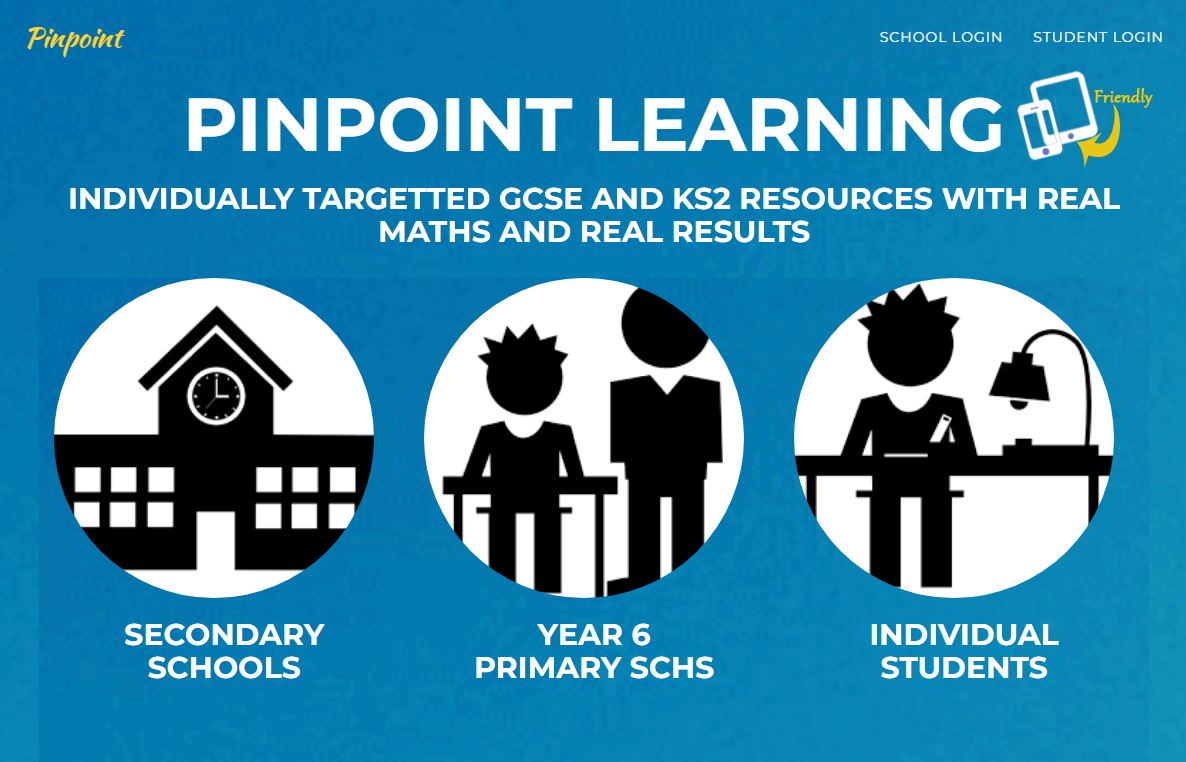 Pinpoint
SCHOOL LOGIN
STUDENT LOGIN
PINPOINT LEARNING
Friendly
INDIVIDUALLY TARGETTED GCSE AND KS2 RESOURCES WITH REAL
MATHS AND REAL RESULTS
SECONDARY
SCHOOLS
YEAR 6
PRIMARY SCHS
INDIVIDUAL
STUDENTS